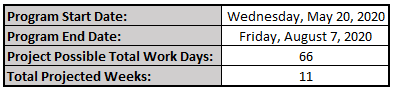 Program Start Date: Wednesday, May 20, 2020
Program End Date: Friday, August 7, 2020
Project Possible Total Work Days: 66
Total Projected Weeks: 11